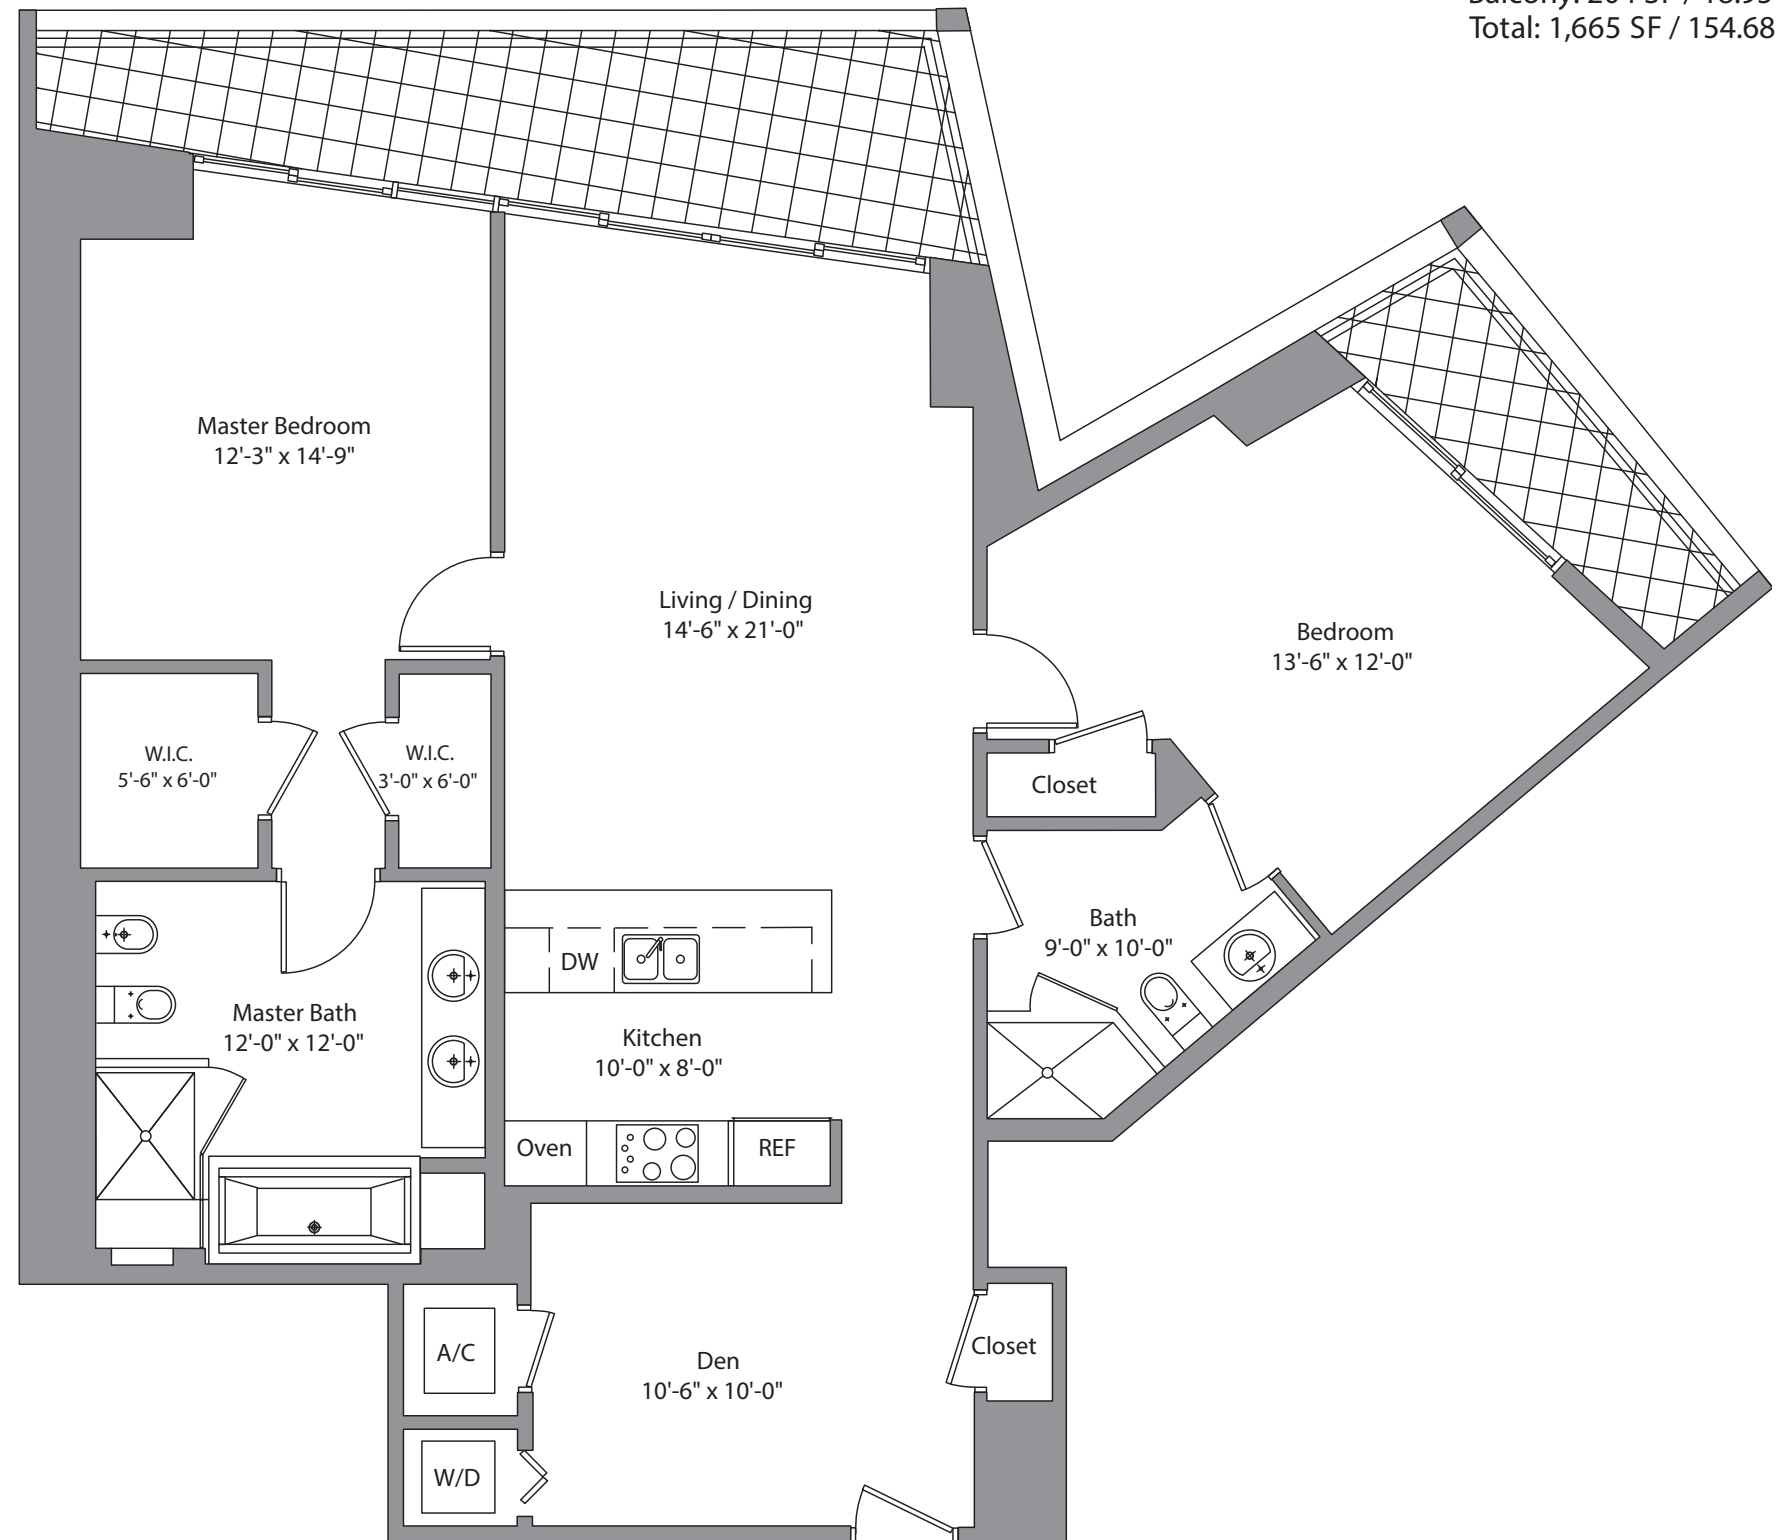 Total: 1,665 SF / 154.68
Master Bedroom
12'-3" x 14'-9"
Living / Dining
14'-6" x 21'-0"
Bedroom
13'-6" x 12'-0"
W.I.C.
5'-6" x 6'-0"
W.I.C.
3'-0" x 6'-0"
Closet
Bath
9'-0" x 10'-0"
DW
Master Bath
12'-0" x 12'-0"
Kitchen
10'-0" x 8'-0"
Oven
REF
A/C
Den
10'-6" x 10'-0"
Closet
W/D